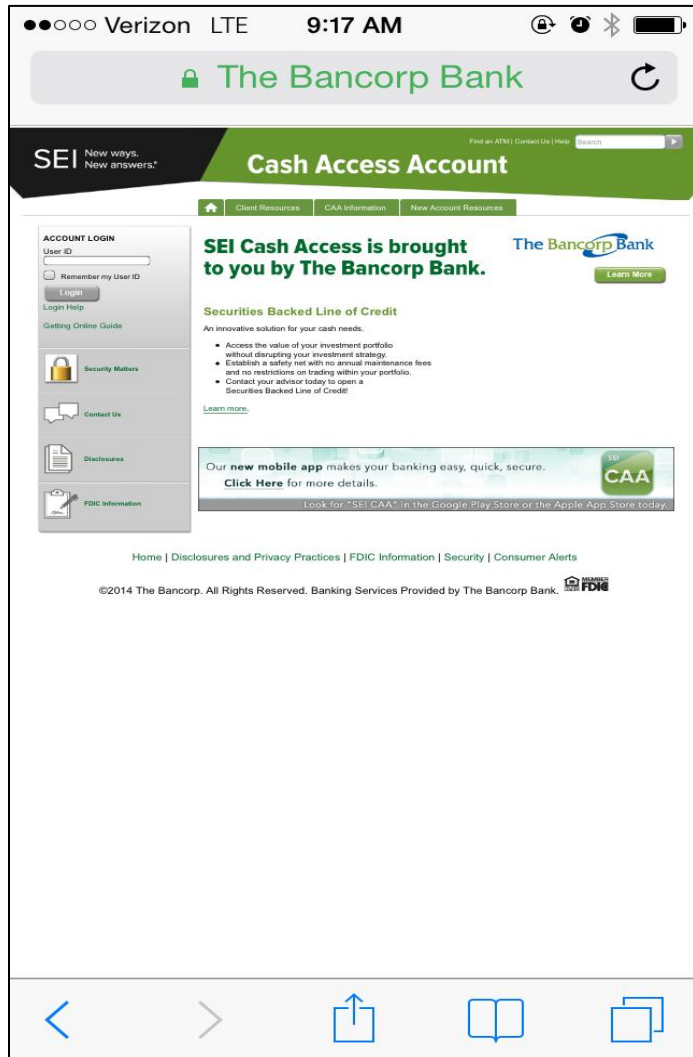 Verizon LTE 9:17 AM
The Bancorp Bank
SEI New ways.
New answers.®
Find an ATM | Contact Us | Help Search
Cash Access Account
Client Resources CAA Information New Account Resources
ACCOUNT LOGIN
User ID
Remember my User ID
Login
Login Help
Getting Online Guide
Security Matters
Contact Us
Disclosures
FDIC Information
SEI Cash Access is brought
to you by The Bancorp Bank.
The Bancorp Bank
Learn More
Securities Backed Line of Credit
An innovative solution for your cash needs.
• Access the value of your investment portfolio
without disrupting your investment strategy.
• Establish a safety net with no annual maintenance fees
and no restrictions on trading within your portfolio.
• Contact your advisor today to open a
Securities Backed Line of Credit!
Learn more.
Our new mobile app makes your banking easy, quick, secure.
Click Here for more details.
SEI
CAA
Look for "SEI CAA" in the Google Play Store or the Apple App Store today.
Home | Disclosures and Privacy Practices | FDIC Information | Security | Consumer Alerts
©2014 The Bancorp. All Rights Reserved. Banking Services Provided by The Bancorp Bank.
MEMBER
FDIC